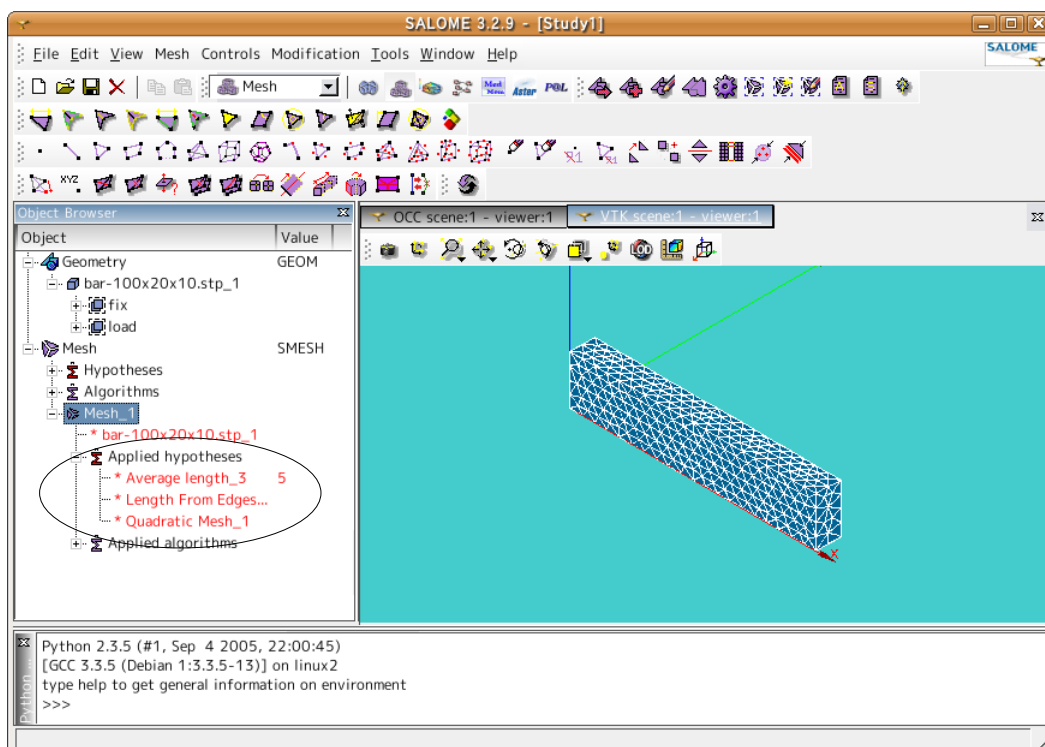 SALOME 3.2.9 - [Study1]
File Edit View Mesh Controls Modification Tools Window Help
SALOME
Mesh
Aster POL
XYZ
Object Browser
OCC scene:1 - viewer:1
VTK scene:1 - viewer:1
Object Value
Geometry GEOM
bar-100x20x10.stp_1
fix
load
Mesh SMESH
Hypotheses
Algorithms
Mesh_1
* bar-100x20x10.stp_1
Applied hypotheses
* Average length_3 5
* Length From Edges...
* Quadratic Mesh_1
Applied algorithms
X
Python 2.3.5 (#1, Sep  4 2005, 22:00:45)
[GCC 3.3.5 (Debian 1:3.3.5-13)] on linux2
type help to get general information on environment
>>>
Python ...